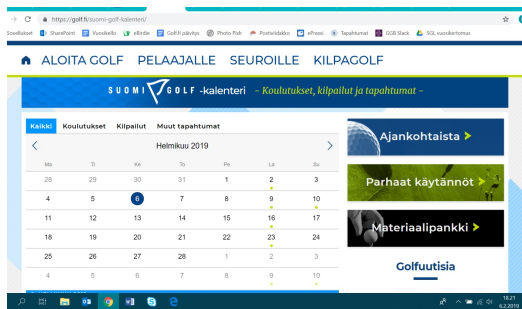 https://golf.fi/suomi-golf-kalenteri/
Sovellukset SharePoint Vuosikello eBirdie Golf.fi päivitys Photo Fish Postiviidakko ePressi Tapahtumat GGB Slack SGL vuosikertomus
ALOITA GOLF PELAAJALLE SEUROILLE KILPAGOLF
SUOMI GOLF -kalenteri - Koulutukset, kilpailut ja tapahtumat -
Kaikki Koulutukset Kilpailut Muut tapahtumat
< Helmikuu 2019 >
Ma Ti Ke To Pe La Su
28 29 30 31 1 2 3
4 5 6 7 8 9 10
11 12 13 14 15 16 17
18 19 20 21 22 23 24
25 26 27 28 1 2 3
4 5 6 7 8 9 10
Ajankohtaista >
Parhaat käytännöt >
Materiaalipankki >
Golfuutisia
18.21
6.2.2019